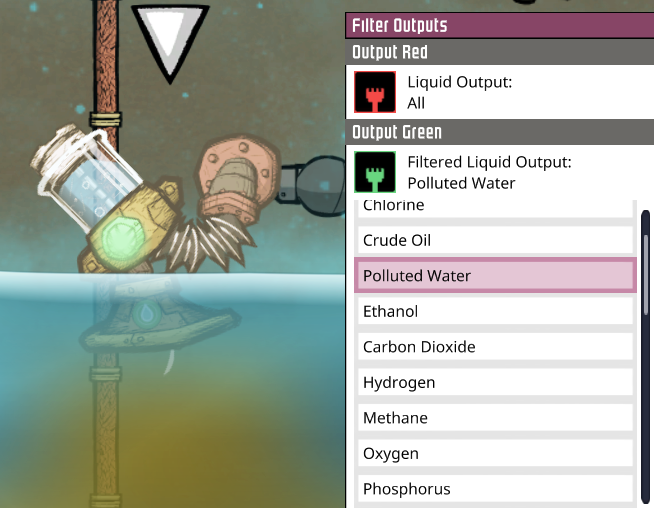 Filter Outputs
Output Red
Liquid Output:
All
Output Green
Filtered Liquid Output:
Polluted Water
Chlorine
Crude Oil
Polluted Water
Ethanol
Carbon Dioxide
Hydrogen
Methane
Oxygen
Phosphorus